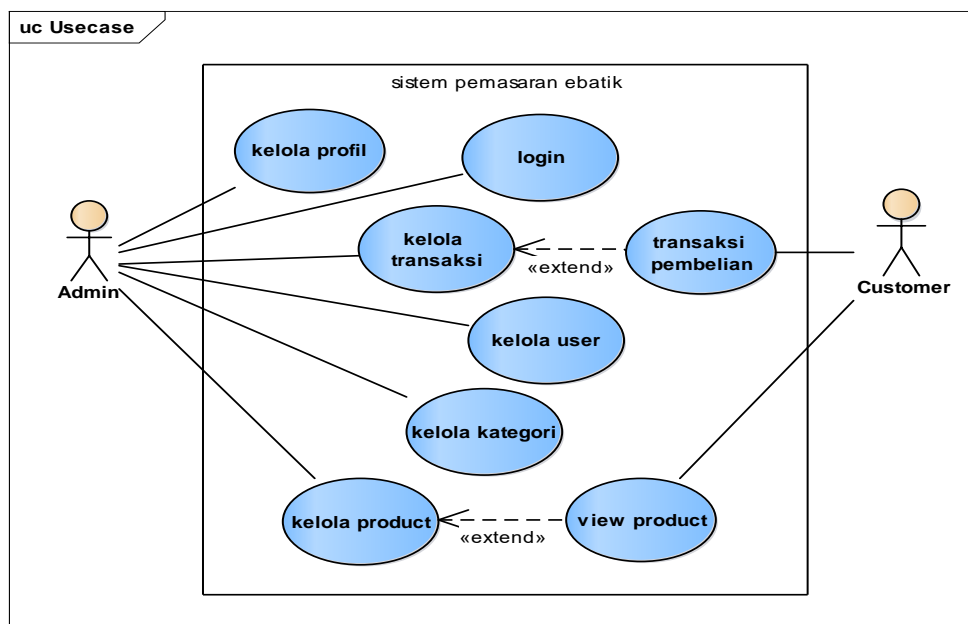 uc Usecase
sistem pemasaran ebatik
kelola profil
login
kelola
transaksi
«extend»
transaksi
pembelian
Admin
Customer
kelola user
kelola kategori
kelola product
«extend»
view product